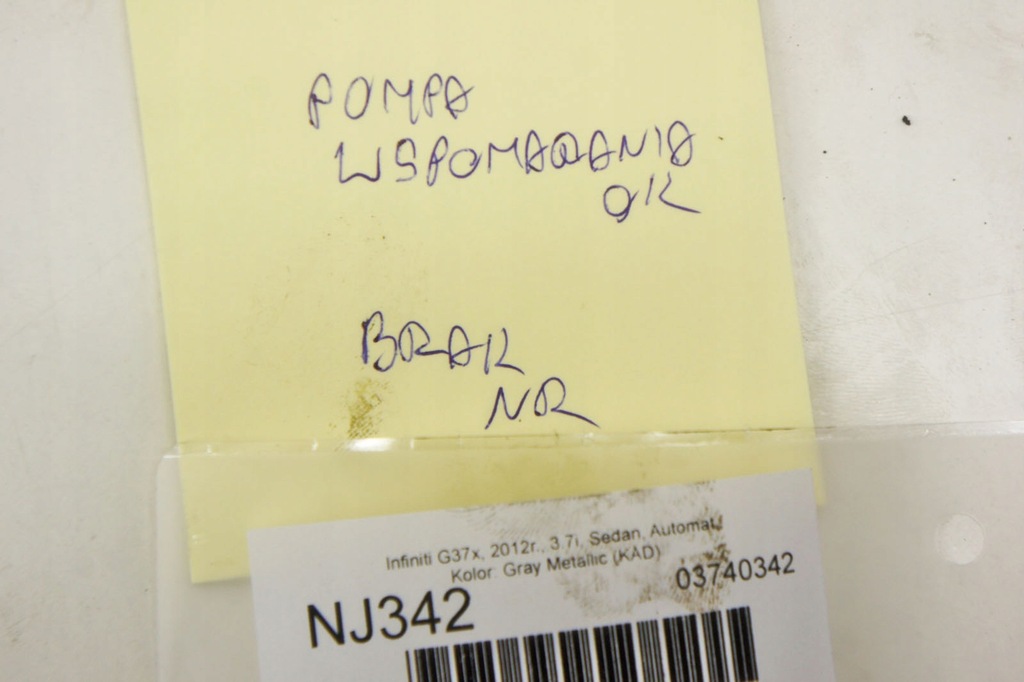 POMPA
WSPOMAGANIA
OK
BRAK
NR
Infiniti G37x, 2012r., 3.7i, Sedan, Automat
Kolor: Gray Metallic (KAD)
NJ342 03740342